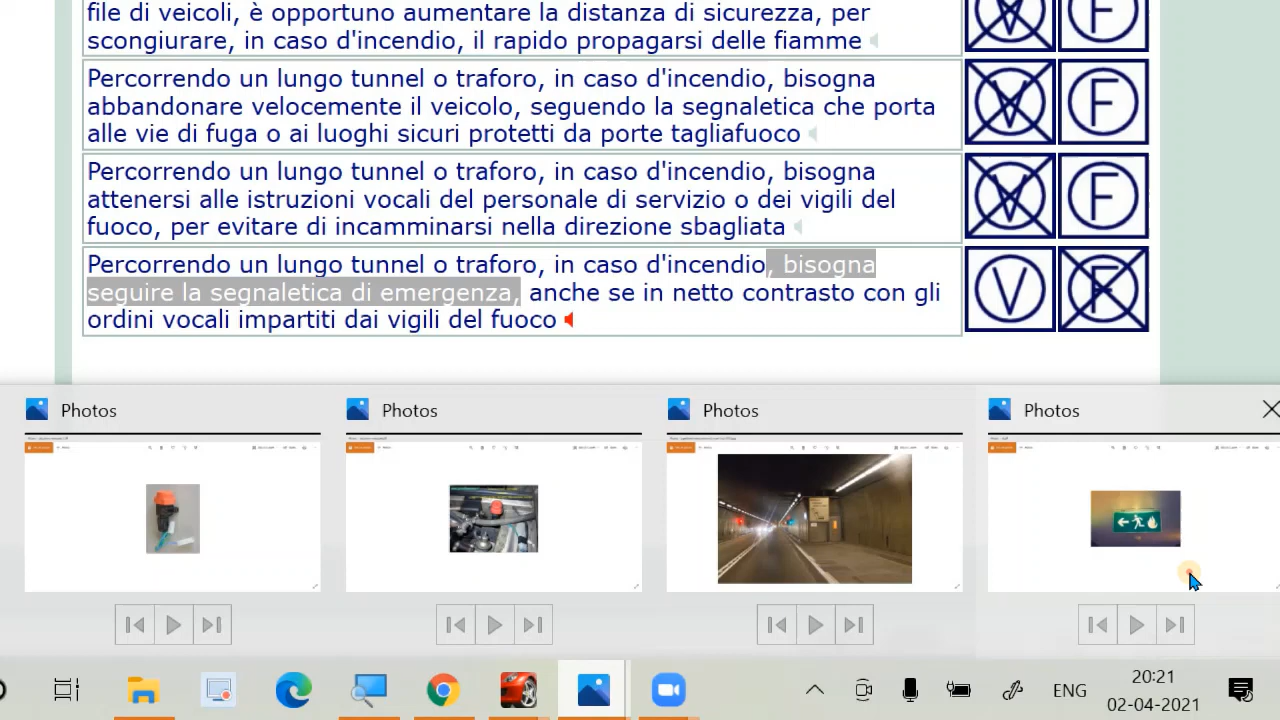 file di veicoli, è opportuno aumentare la distanza di sicurezza, per
scongiurare, in caso d'incendio, il rapido propagarsi delle fiamme
V F
Percorrendo un lungo tunnel o traforo, in caso d'incendio, bisogna
abbandonare velocemente il veicolo, seguendo la segnaletica che porta
alle vie di fuga o ai luoghi sicuri protetti da porte tagliafuoco
V F
Percorrendo un lungo tunnel o traforo, in caso d'incendio, bisogna
attenersi alle istruzioni vocali del personale di servizio o dei vigili del
fuoco, per evitare di incamminarsi nella direzione sbagliata
V F
Percorrendo un lungo tunnel o traforo, in caso d'incendio, bisogna
seguire la segnaletica di emergenza, anche se in netto contrasto con gli
ordini vocali impartiti dai vigili del fuoco
V F
Photos Photos Photos Photos
ENG
20:21
02-04-2021